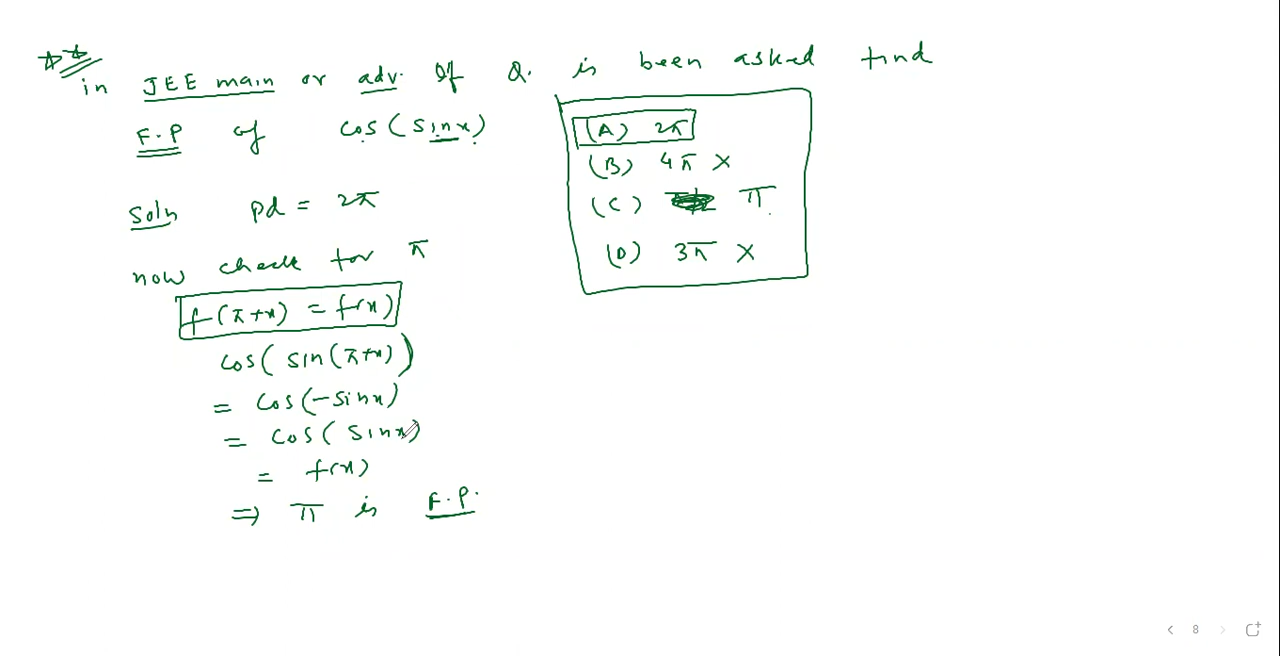 in JEE main or adv. If Q. is been asked find
F.P of cos(sinx)
(A) 2π
(B) 4π ×
(C) π
(D) 3π ×
Soln pd = 2π
now check for π
f(π+x) = f(x)
cos(sin(π+x))
= cos(-sinx)
= cos(sinx)
= f(x)
⇒ π is F.P.
8